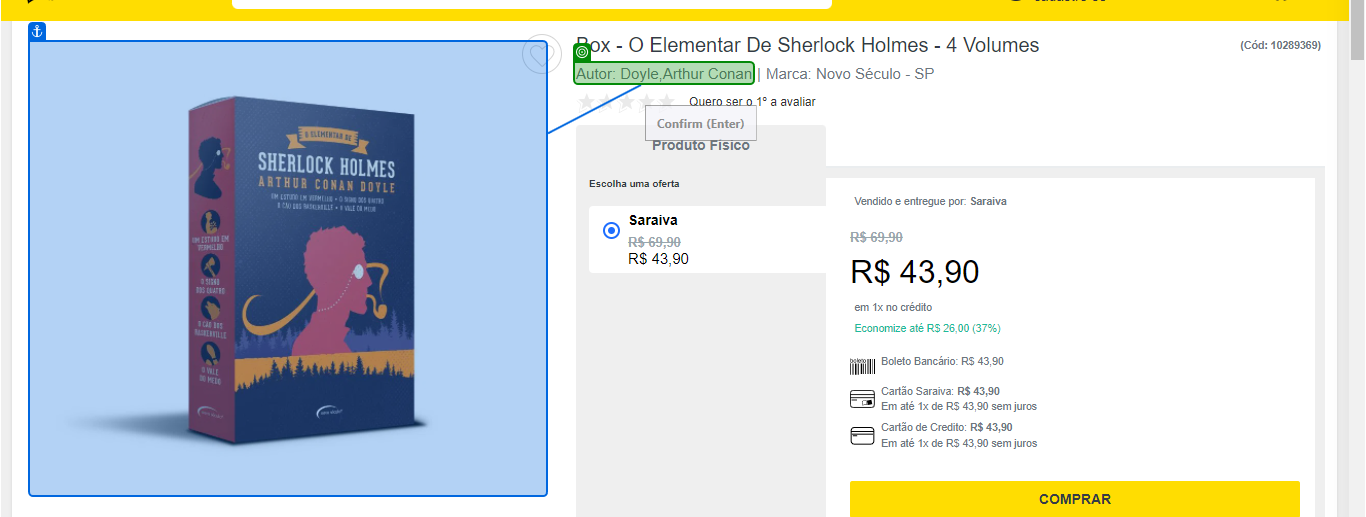 Box - O Elementar De Sherlock Holmes - 4 Volumes
(Cód: 10289369)
Autor: Doyle,Arthur Conan | Marca: Novo Século - SP
Quero ser o 1º a avaliar
Confirm (Enter)
Produto Físico
Escolha uma oferta
Saraiva
R$ 69,90
R$ 43,90
Vendido e entregue por: Saraiva
R$ 69,90
R$ 43,90
em 1x no crédito
Economize até R$ 26,00 (37%)
Boleto Bancário: R$ 43,90
Cartão Saraiva: R$ 43,90
Em até 1x de R$ 43,90 sem juros
Cartão de Credito: R$ 43,90
Em até 1x de R$ 43,90 sem juros
COMPRAR
O ELEMENTAR DE
SHERLOCK HOLMES
ARTHUR CONAN DOYLE
UM ESTUDO EM VERMELHO • O SIGNO DOS QUATRO
O CÃO DOS BASKERVILLE • O VALE DO MEDO
UM ESTUDO EM
VERMELHO
O SIGNO
DOS QUATRO
O CÃO DOS
BASKERVILLE
O VALE
DO MEDO